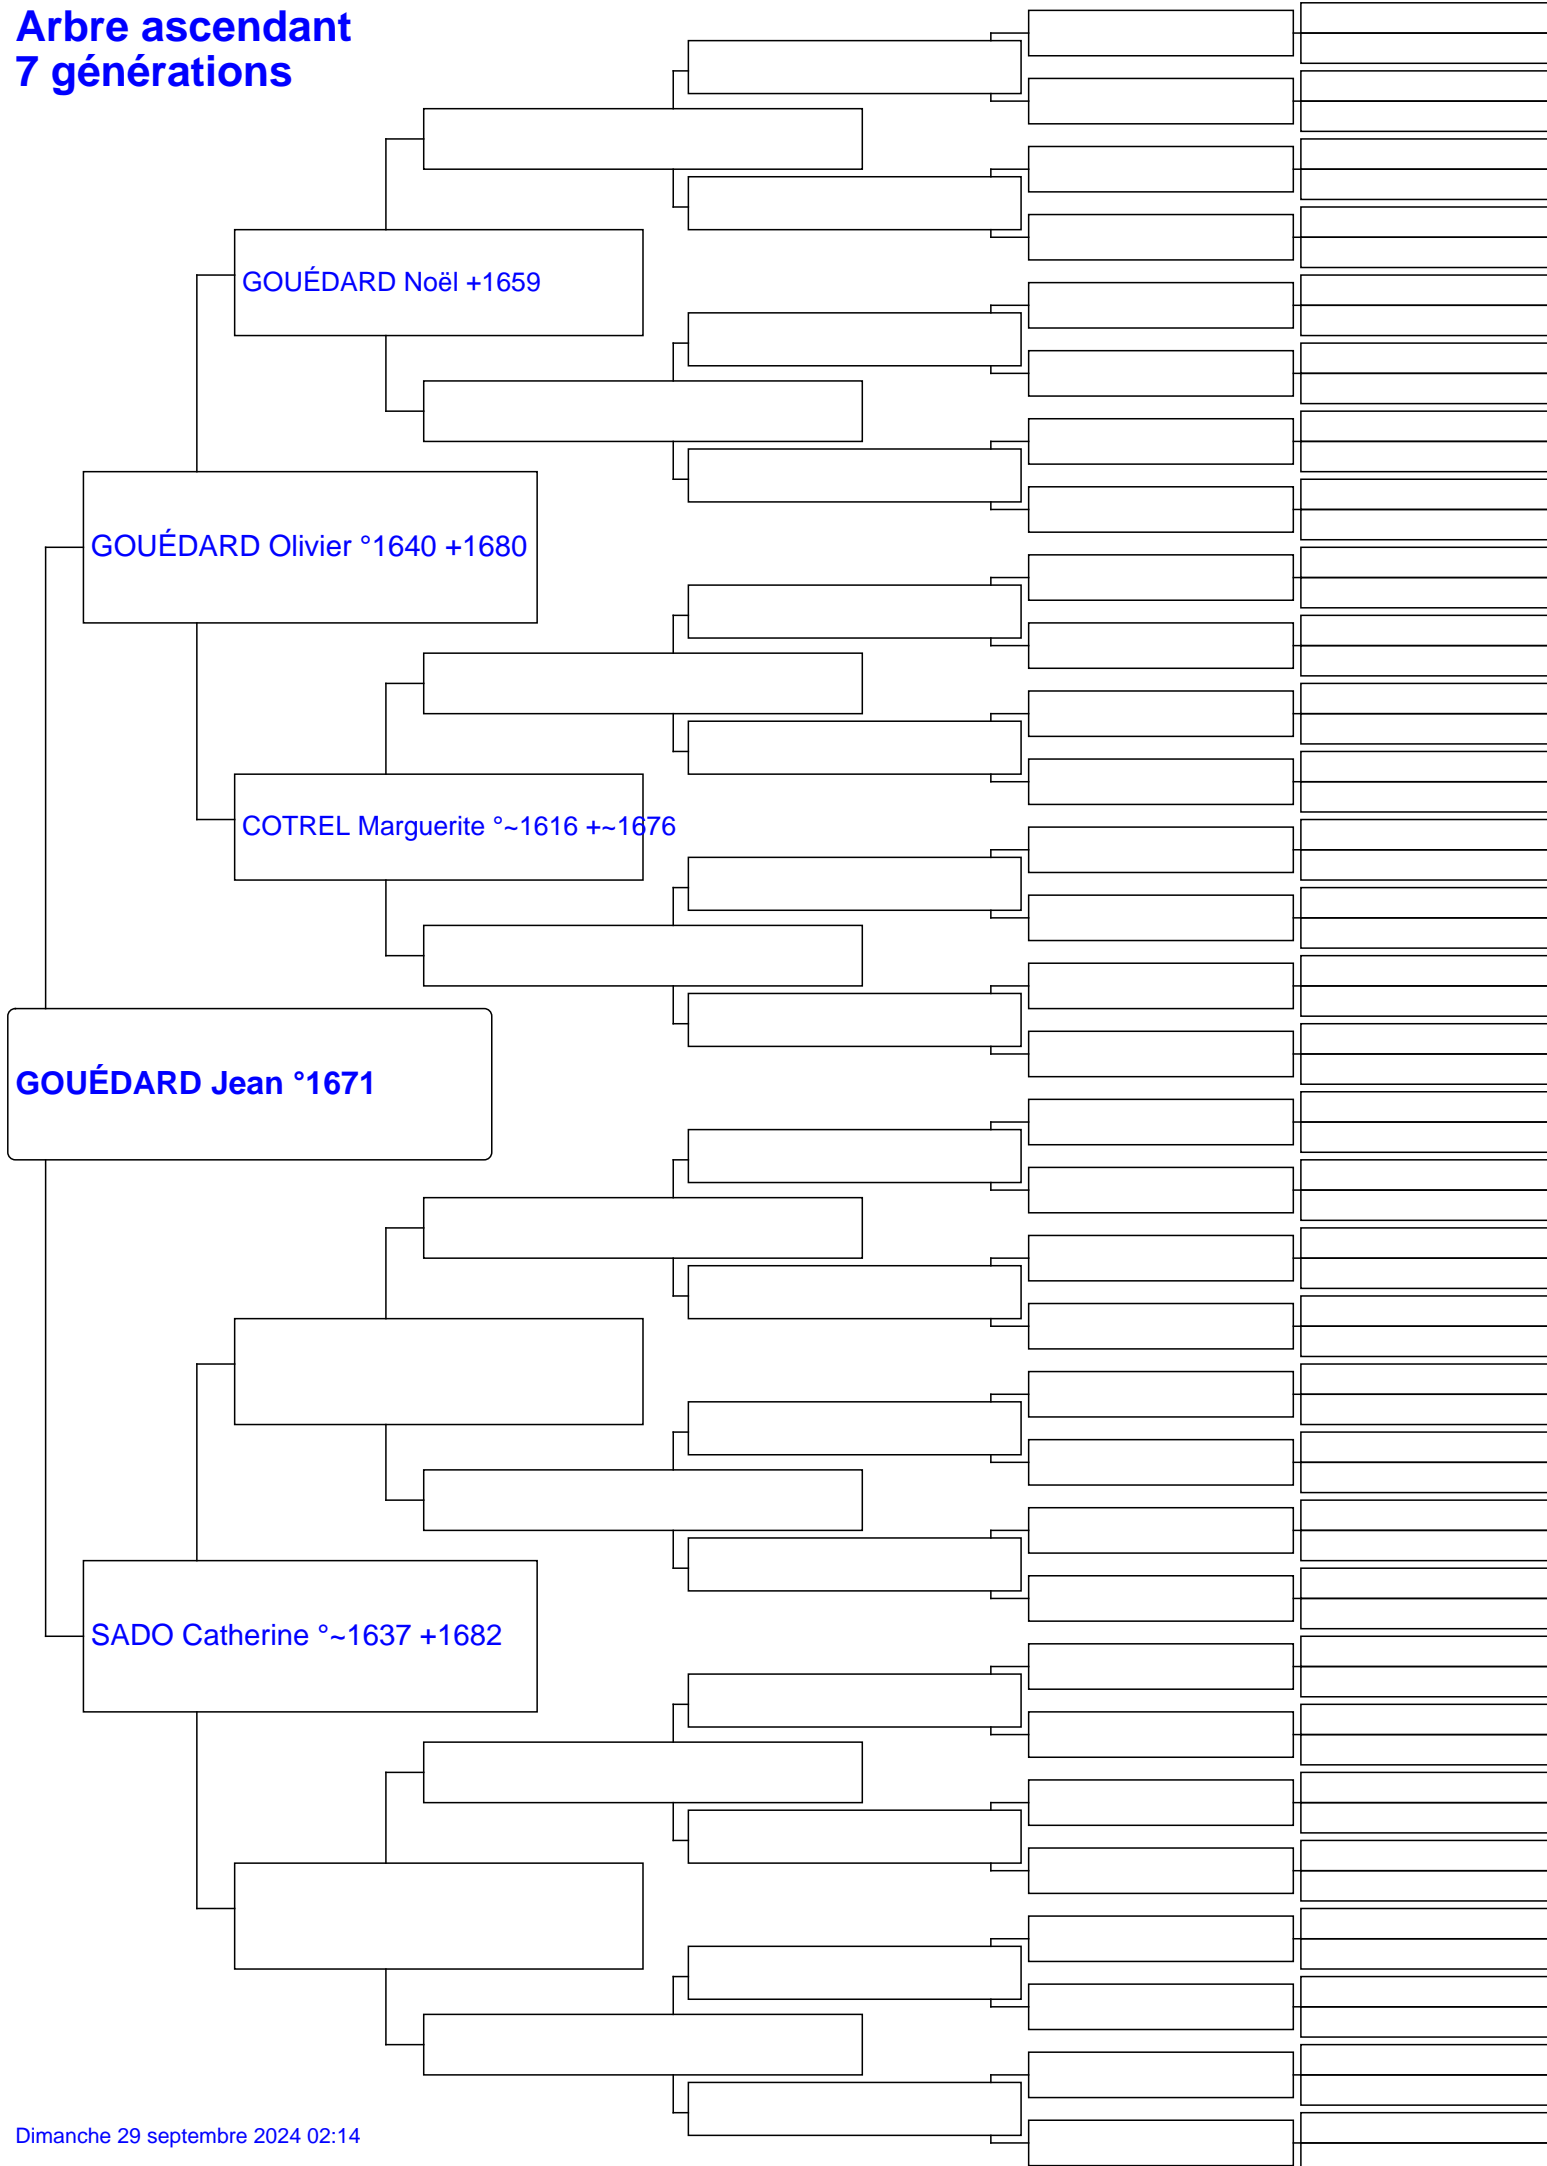 Arbre ascendant
7 générations
GOUÉDARD Noël +1659
GOUÉDARD Olivier °1640 +1680
COTREL Marguerite °~1616 +~1676
GOUÉDARD Jean °1671
SADO Catherine °~1637 +1682
Dimanche 29 septembre 2024 02:14